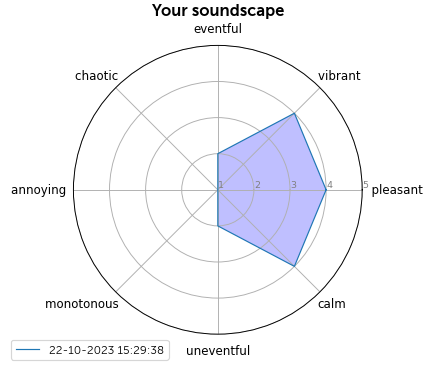 Your soundscape
eventful
chaotic
vibrant
annoying
1
2
3
4
5
pleasant
monotonous
calm
22-10-2023 15:29:38
uneventful